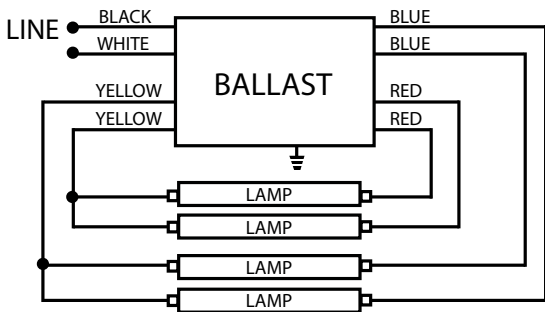 LINE
BLACK
WHITE
YELLOW
YELLOW
BALLAST
BLUE
BLUE
RED
RED
LAMP
LAMP
LAMP
LAMP